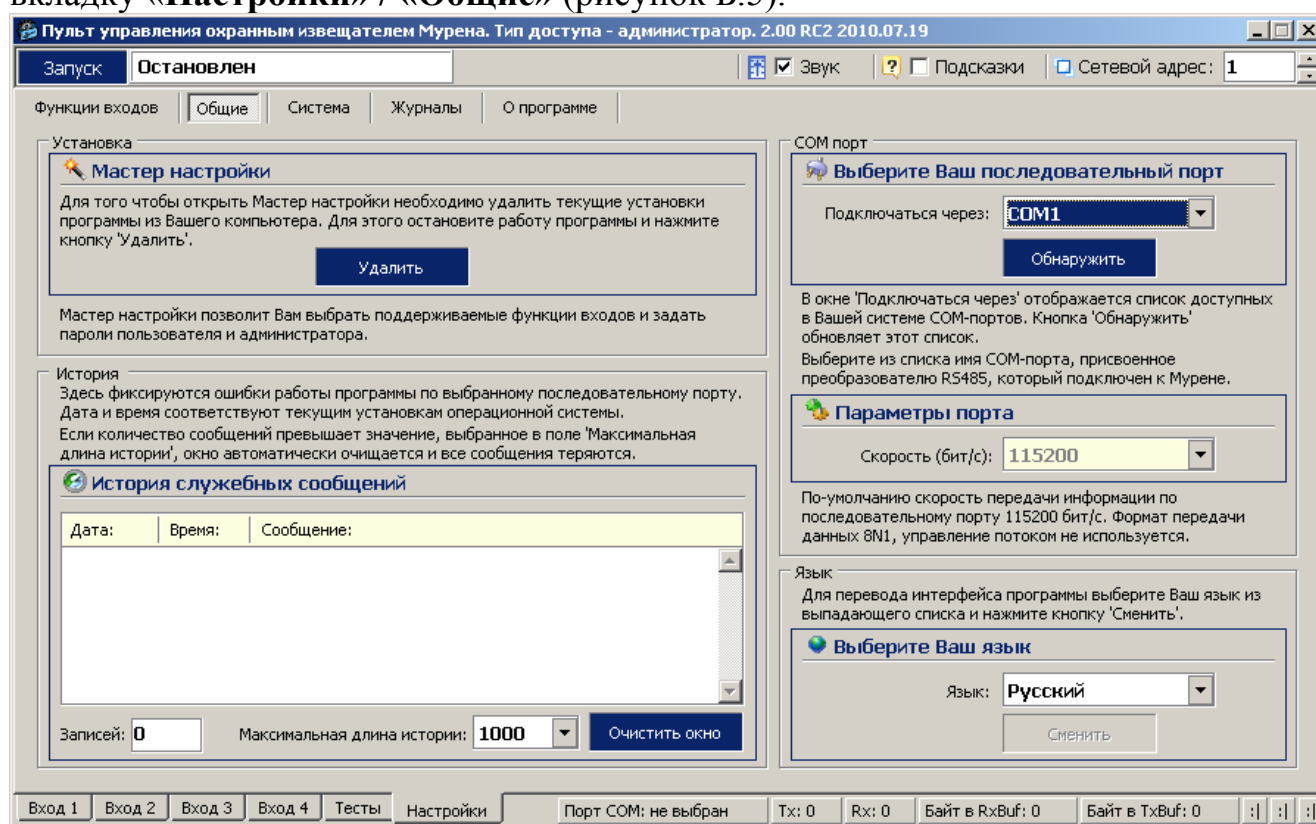 вкладку «Настройки» / «Общие» (рисунок В.5).
Пульт управления охранным извещателем Мурена. Тип доступа - администратор. 2.00 RC2 2010.07.19
Запуск Остановлен Звук Подсказки Сетевой адрес: 1
Функции входов Общие Система Журналы О программе
Установка
Мастер настройки
Для того чтобы открыть Мастер настройки необходимо удалить текущие установки
программы из Вашего компьютера. Для этого остановите работу программы и нажмите
кнопку 'Удалить'.
Удалить
Мастер настройки позволит Вам выбрать поддерживаемые функции входов и задать
пароли пользователя и администратора.
История
Здесь фиксируются ошибки работы программы по выбранному последовательному порту.
Дата и время соответствуют текущим установкам операционной системы.
Если количество сообщений превышает значение, выбранное в поле 'Максимальная
длина истории', окно автоматически очищается и все сообщения теряются.
История служебных сообщений
Дата: Время: Сообщение:
Записей: 0 Максимальная длина истории: 1000 Очистить окно
COM порт
Выберите Ваш последовательный порт
Подключаться через: COM1
Обнаружить
В окне 'Подключаться через' отображается список доступных
в Вашей системе COM-портов. Кнопка 'Обнаружить'
обновляет этот список.
Выберите из списка имя COM-порта, присвоенное
преобразователю RS485, который подключен к Мурене.
Параметры порта
Скорость (бит/с): 115200
По-умолчанию скорость передачи информации по
последовательному порту 115200 бит/с. Формат передачи
данных 8N1, управление потоком не используется.
Язык
Для перевода интерфейса программы выберите Ваш язык из
выпадающего списка и нажмите кнопку 'Сменить'.
Выберите Ваш язык
Язык: Русский
Сменить
Вход 1 Вход 2 Вход 3 Вход 4 Тесты Настройки Порт COM: не выбран Tx: 0 Rx: 0 Байт в RxBuf: 0 Байт в TxBuf: 0 :| :| :|